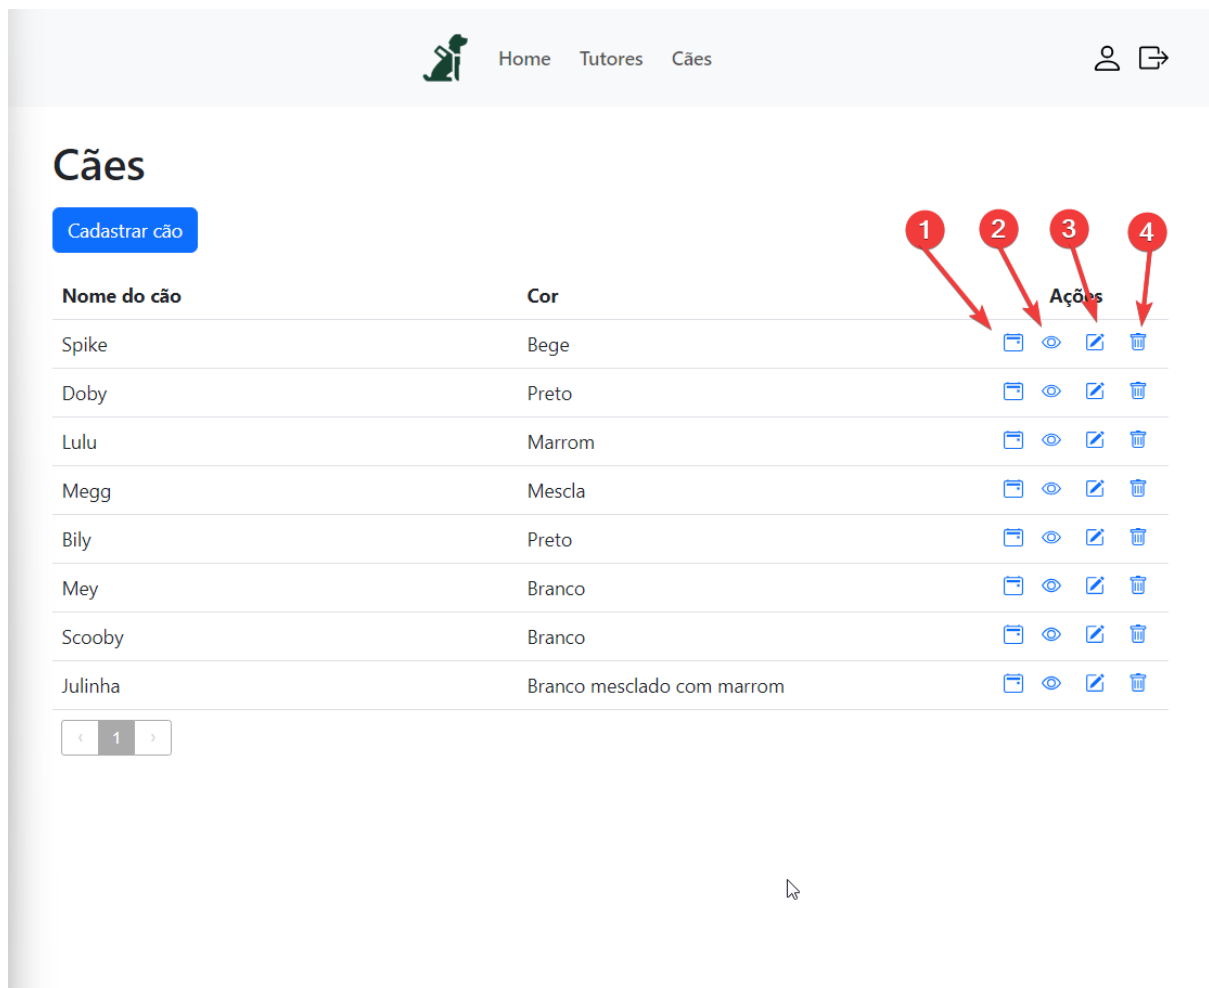 Home Tutores Cães
Cães
Cadastrar cão
1 2 3 4
Nome do cão Cor Ações
Spike Bege
Doby Preto
Lulu Marrom
Megg Mescla
Bily Preto
Mey Branco
Scooby Branco
Julinha Branco mesclado com marrom
‹ 1 ›